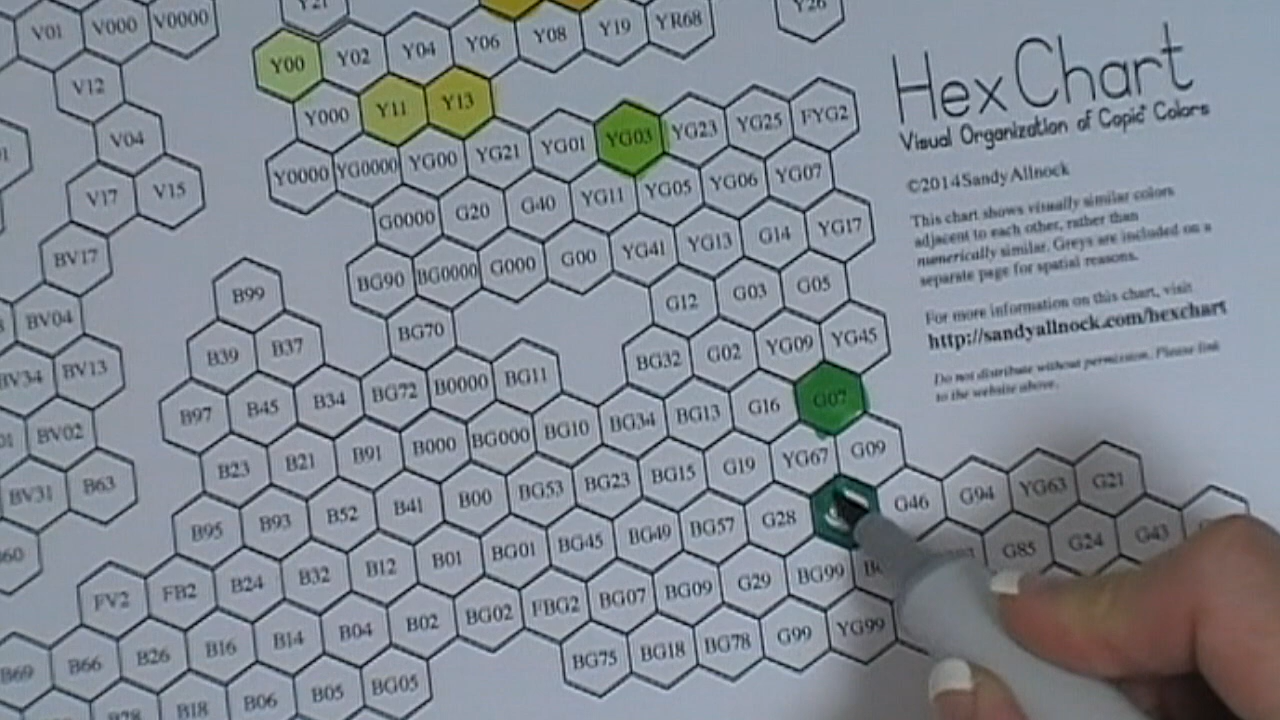 Y21
Y26
V01 V000 V0000
Y00 Y02 Y04 Y06 Y08 Y19 YR68
V12
Y000 Y11 Y13
V04
Y0000 YG0000 YG00 YG21 YG01 YG03 YG23 YG25 FYG2
V17 V15
G0000 G20 G40 YG11 YG05 YG06 YG07
BV17
BG90 BG0000 G000 G00 YG41 YG13 G14 YG17
B99
BV04
BG70
G12 G03 G05
B39 B37
BV34 BV13
BG32 G02 YG09 YG45
B97 B45 B34 BG72 B0000 BG11
BV02
B23 B21 B91 B000 BG000 BG10 BG34 BG13 G16 G07
BV31 B63
B95 B93 B52 B41 B00 BG53 BG23 BG15 G19 YG67 G09
FV2 FB2 B24 B32 B12 B01 BG01 BG45 BG49 BG57 G28 G46 G94 YG63 G21
G85 G24 G43
B69 B66 B26 B16 B14 B04 B02 BG02 FBG2 BG07 BG09 G29 BG99
B18 B06 B05 BG05 BG75 BG18 BG78 G99 YG99
Hex Chart
Visual Organization of Copic Colors
©2014 Sandy Allnock
This chart shows visually similar colors
adjacent to each other, rather than
numerically similar. Greys are included on a
separate page for spatial reasons.
For more information on this chart, visit
http://sandyallnock.com/hexchart
Do not distribute without permission. Please link
to the website above.